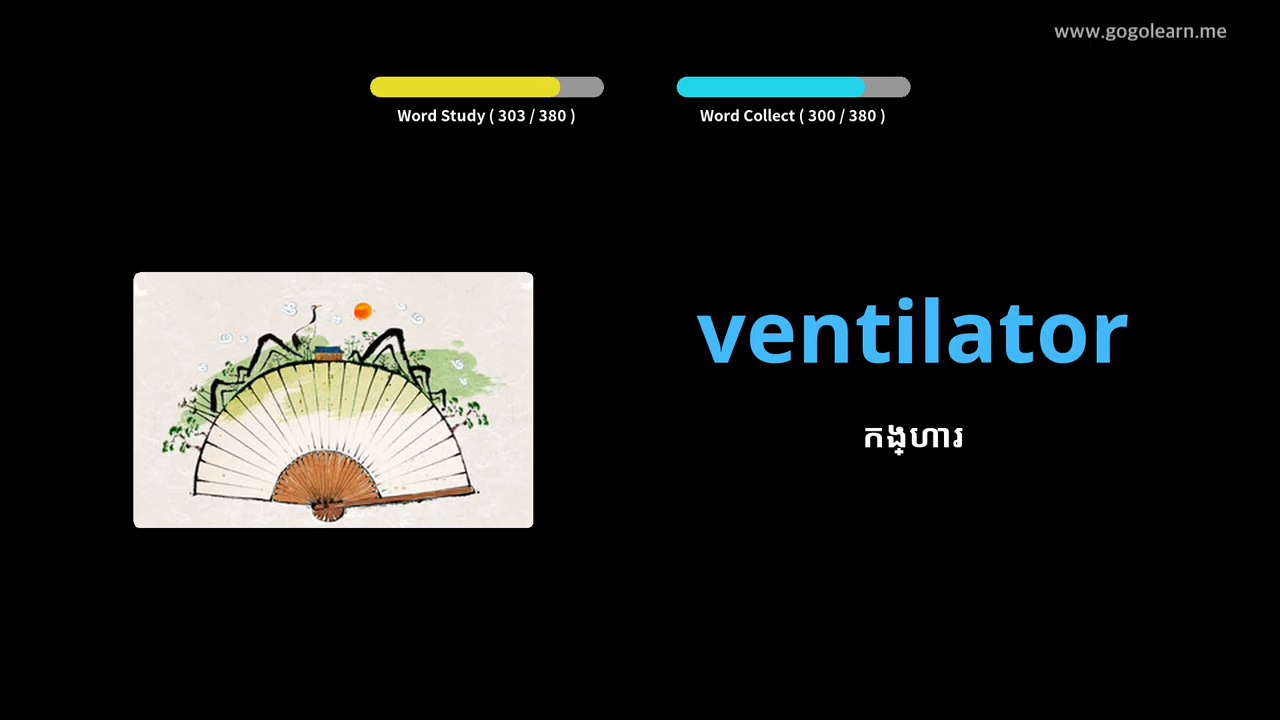 www.gogolearn.me
Word Study ( 303 / 380 )
Word Collect ( 300 / 380 )
ventilator
កង្ហារ